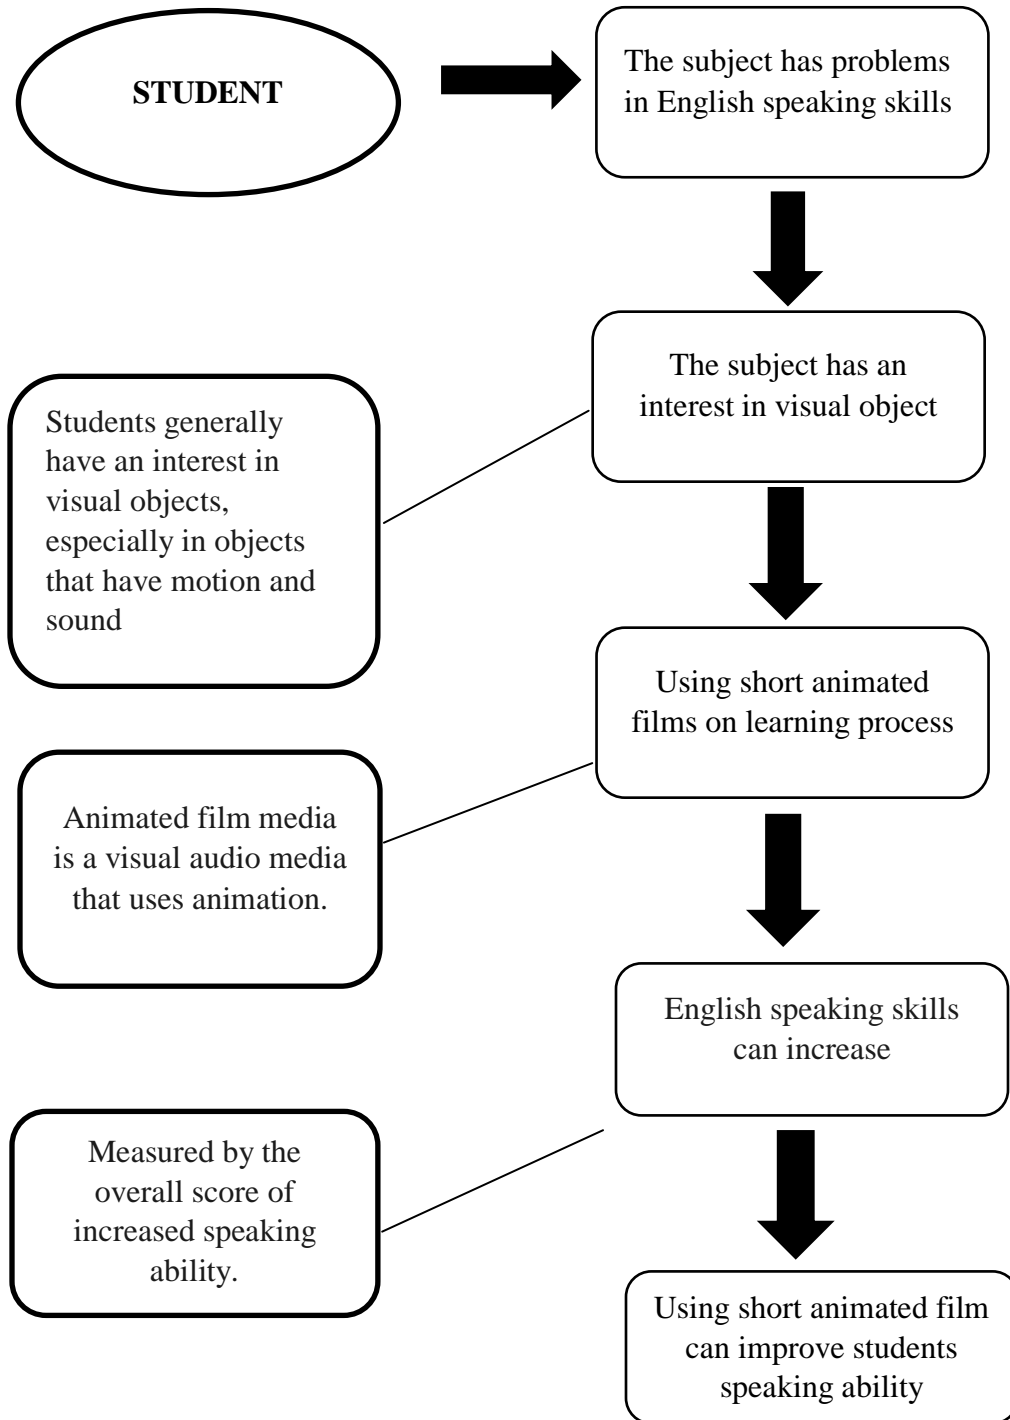 STUDENT
The subject has problems
in English speaking skills
The subject has an
interest in visual object
Students generally
have an interest in
visual objects,
especially in objects
that have motion and
sound
Using short animated
films on learning process
Animated film media
is a visual audio media
that uses animation.
English speaking skills
can increase
Measured by the
overall score of
increased speaking
ability.
Using short animated film
can improve students
speaking ability